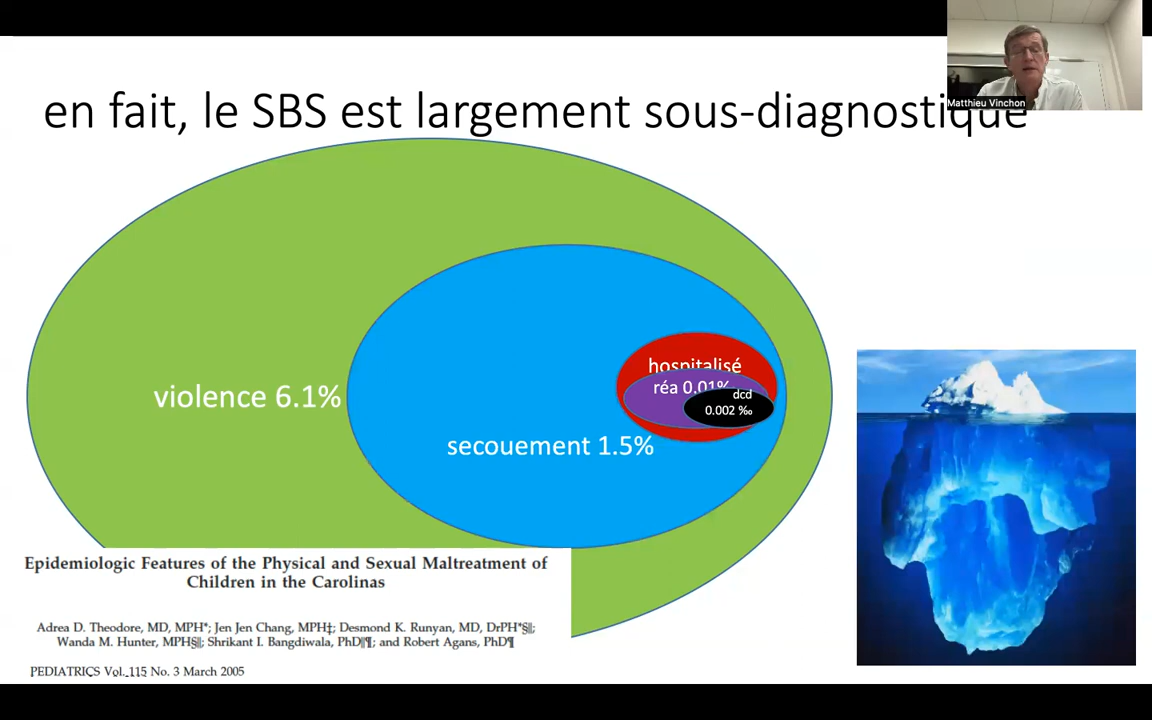 en fait, le SBS est largement sous-diagnostiqué
Matthieu Vinchon
violence 6.1%
secouement 1.5%
hospitalisé
réa 0.01%
dcd
0.002 ‰
Epidemiologic Features of the Physical and Sexual Maltreatment of
Children in the Carolinas
Adrea D. Theodore, MD, MPH*; Jen Jen Chang, MPH‡; Desmond K. Runyan, MD, DrPH*§‖;
Wanda M. Hunter, MPH§‖; Shrikant I. Bangdiwala, PhD‖¶; and Robert Agans, PhD¶
PEDIATRICS Vol. 115 No. 3 March 2005